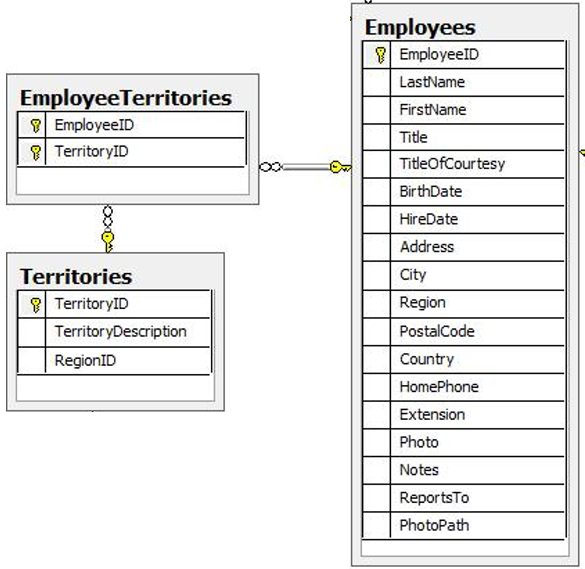 EmployeeTerritories
EmployeeID
TerritoryID
Territories
TerritoryID
TerritoryDescription
RegionID
Employees
EmployeeID
LastName
FirstName
Title
TitleOfCourtesy
BirthDate
HireDate
Address
City
Region
PostalCode
Country
HomePhone
Extension
Photo
Notes
ReportsTo
PhotoPath